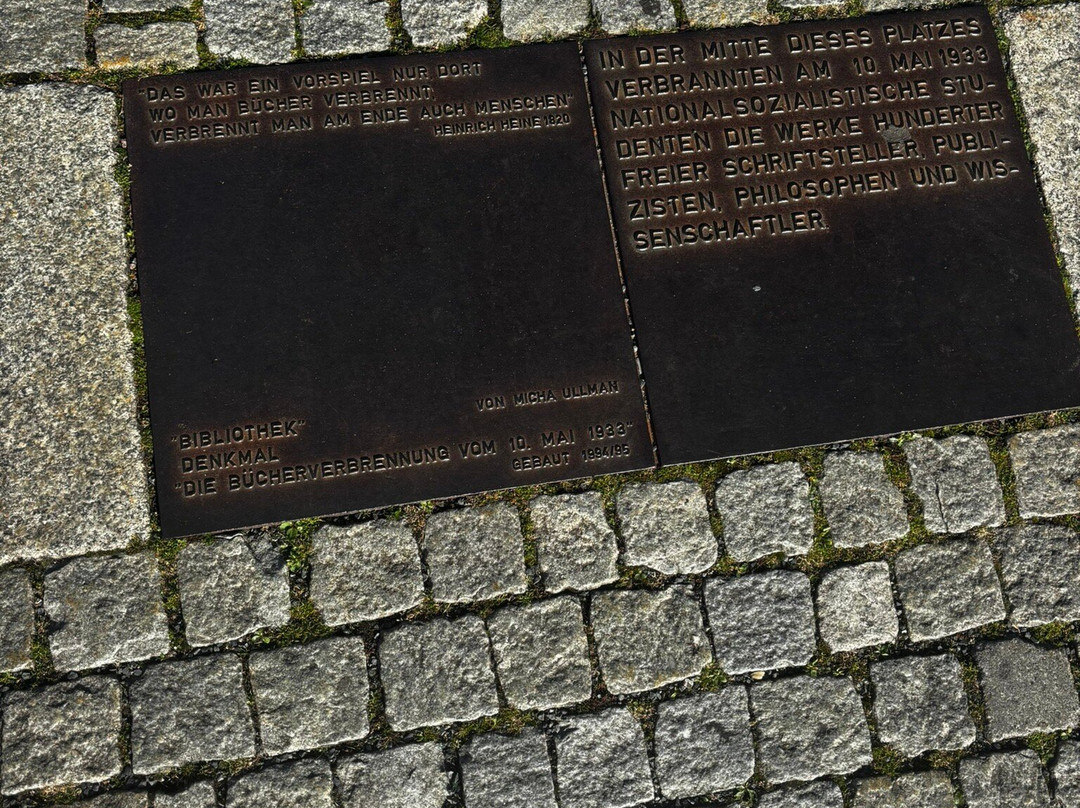 "DAS WAR EIN VORSPIEL NUR DORT
WO MAN BÜCHER VERBRENNT,
VERBRENNT MAN AM ENDE AUCH MENSCHEN"
HEINRICH HEINE 1820
VON MICHA ULLMAN
"BIBLIOTHEK"
DENKMAL
"DIE BÜCHERVERBRENNUNG VOM 10. MAI 1933"
GEBAUT 1994/95
IN DER MITTE DIESES PLATZES
VERBRANNTEN AM 10. MAI 1933
NATIONALSOZIALISTISCHE STU-
DENTEN DIE WERKE HUNDERTER
FREIER SCHRIFTSTELLER, PUBLI-
ZISTEN, PHILOSOPHEN UND WIS-
SENSCHAFTLER.